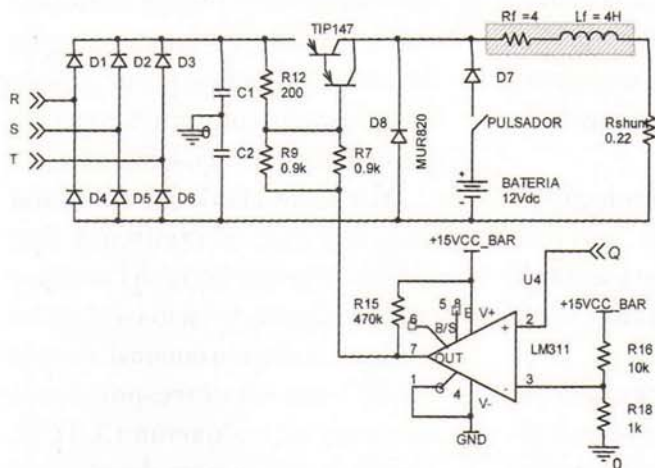 TIP147
Rf =4
Lf = 4H
D1
D2
D3
R12
200
C1
D7
R
S
T
0
D8
MUR820
PULSADOR
Rshunt
0.22
C2
R9
0.9k
R7
0.9k
D4
D5
D6
BATERIA
12Vdc
+15VCC_BAR
Q
U4
+15VCC_BAR
R15
470k
5
8
V+
6
B/S
B
2
+
7
OUT
LM311
R16
10k
1
4
-
3
V-
R18
1k
GND
0